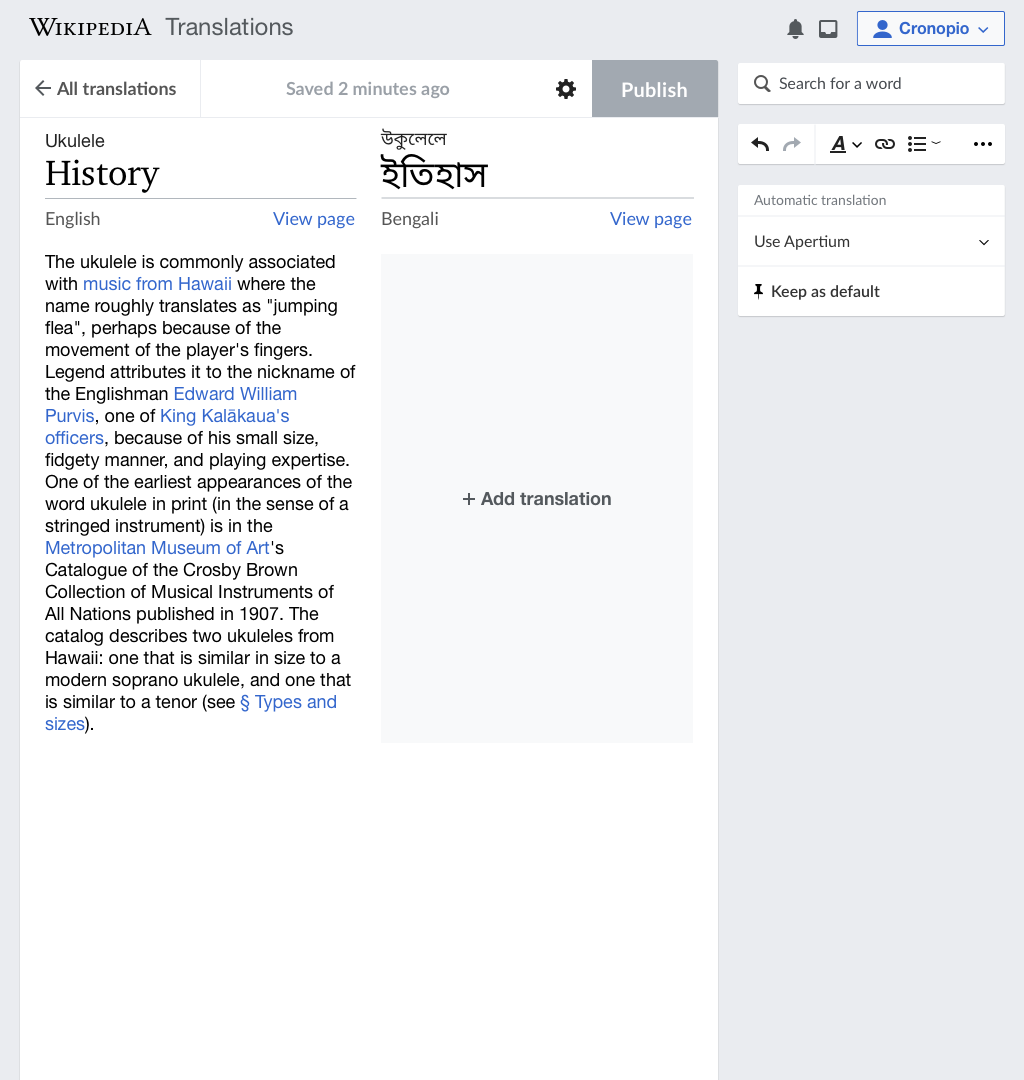 WIKIPEDIA Translations
Cronopio
All translations
Saved 2 minutes ago
Publish
Search for a word
Ukulele
History
English View page
উকুলেলে
ইতিহাস
Bengali View page
The ukulele is commonly associated
with music from Hawaii where the
name roughly translates as "jumping
flea", perhaps because of the
movement of the player's fingers.
Legend attributes it to the nickname of
the Englishman Edward William
Purvis, one of King Kalākaua's
officers, because of his small size,
fidgety manner, and playing expertise.
One of the earliest appearances of the
word ukulele in print (in the sense of a
stringed instrument) is in the
Metropolitan Museum of Art's
Catalogue of the Crosby Brown
Collection of Musical Instruments of
All Nations published in 1907. The
catalog describes two ukuleles from
Hawaii: one that is similar in size to a
modern soprano ukulele, and one that
is similar to a tenor (see § Types and
sizes).
+ Add translation
A
Automatic translation
Use Apertium
Keep as default